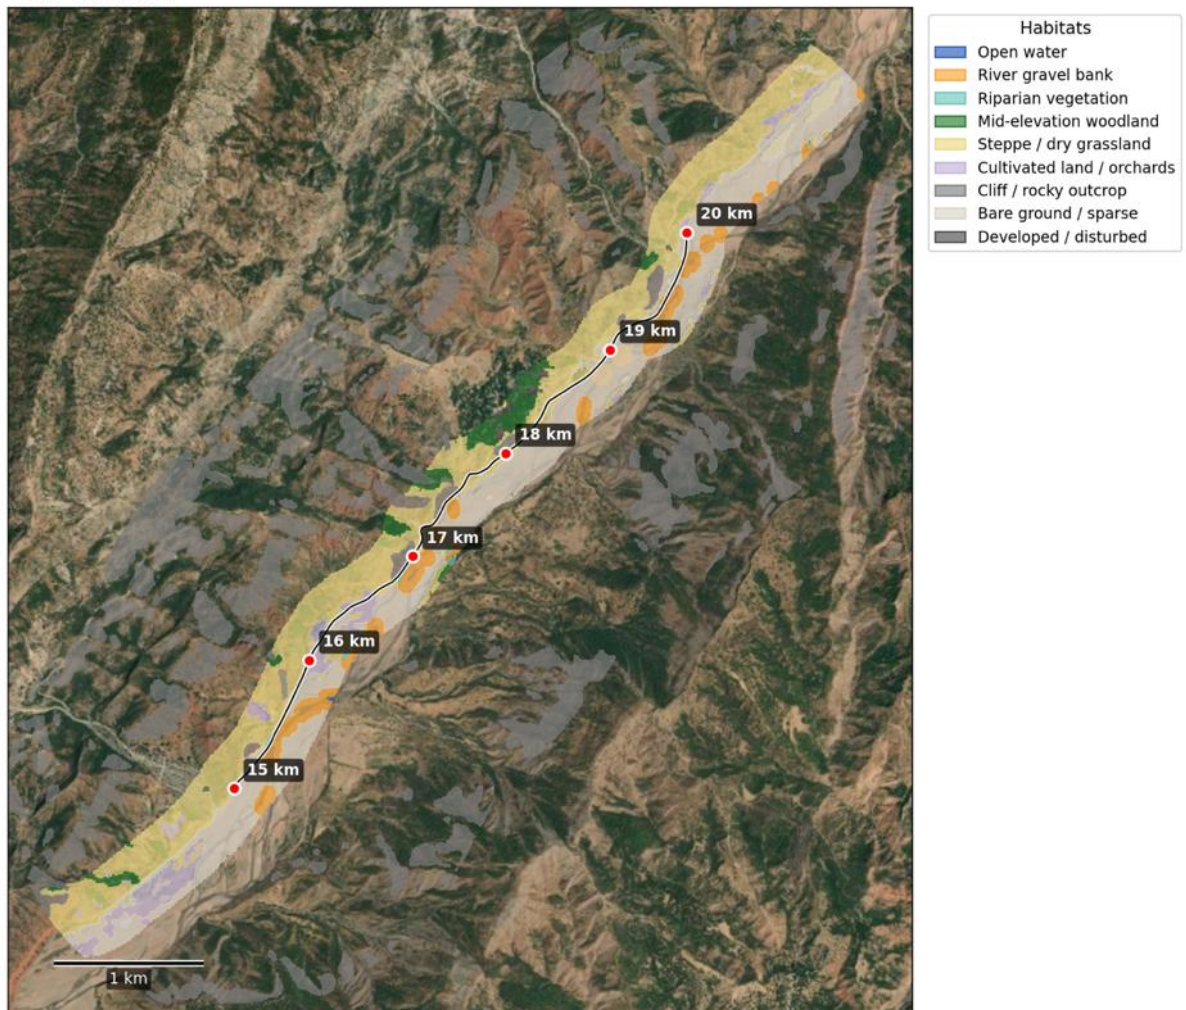 Habitats
Open water
River gravel bank
Riparian vegetation
Mid-elevation woodland
Steppe / dry grassland
Cultivated land / orchards
Cliff / rocky outcrop
Bare ground / sparse
Developed / disturbed
20 km
19 km
18 km
17 km
16 km
15 km
1 km